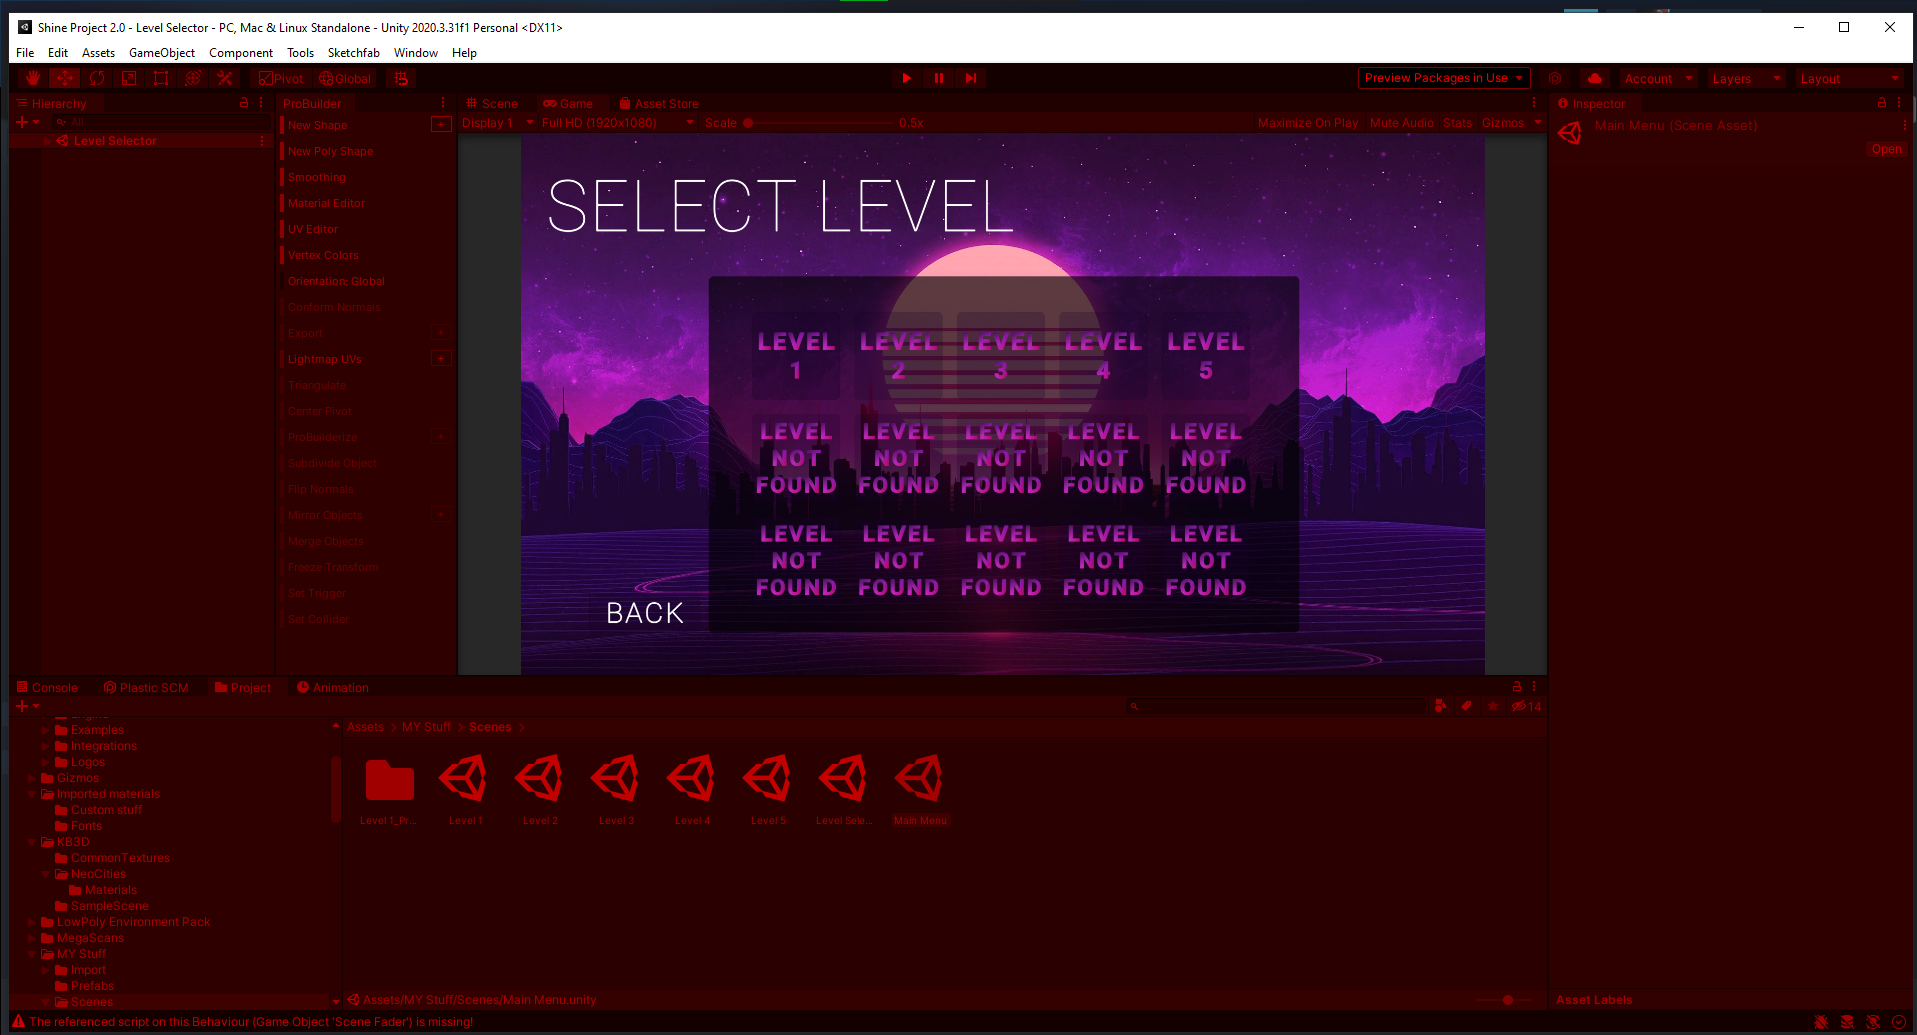 Shine Project 2.0 - Level Selector - PC, Mac & Linux Standalone - Unity 2020.3.31f1 Personal <DX11>
File Edit Assets GameObject Component Tools Sketchfab Window Help
Pivot Global Preview Packages in Use Account Layers Layout
Hierarchy
All...
Level Selector
ProBuilder
New Shape
New Poly Shape
Smoothing
Material Editor
UV Editor
Vertex Colors
Orientation: Global
Conform Normals
Export
Lightmap UVs
Triangulate
Center Pivot
ProBuilderize
Subdivide Object
Flip Normals
Mirror Objects
Merge Objects
Freeze Transform
Set Trigger
Set Collider
Scene Game Asset Store
Display 1 Full HD (1920x1080) Scale 0.5x Maximize On Play Mute Audio Stats Gizmos
SELECT LEVEL
LEVEL LEVEL LEVEL LEVEL LEVEL
1 2 3 4 5
LEVEL LEVEL LEVEL LEVEL LEVEL
NOT NOT NOT NOT NOT
FOUND FOUND FOUND FOUND FOUND
LEVEL LEVEL LEVEL LEVEL LEVEL
NOT NOT NOT NOT NOT
FOUND FOUND FOUND FOUND FOUND
BACK
Inspector
Main Menu (Scene Asset)
Open
Console Plastic SCM Project Animation
14
Examples
Integrations
Logos
Gizmos
Imported materials
Custom stuff
Fonts
KB3D
CommonTextures
NeoCities
Materials
SampleScene
LowPoly Environment Pack
MegaScans
MY Stuff
Import
Prefabs
Scenes
Assets > MY Stuff > Scenes >
Level 1_Pr... Level 1 Level 2 Level 3 Level 4 Level 5 Level Sele... Main Menu
Assets/MY Stuff/Scenes/Main Menu.unity
Asset Labels
The referenced script on this Behaviour (Game Object 'Scene Fader') is missing!